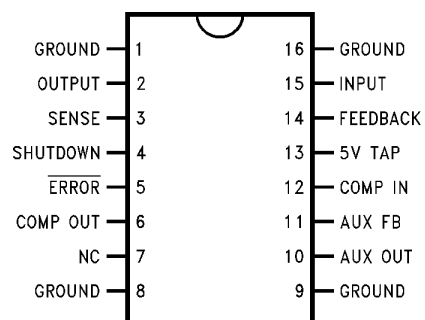 GROUND 1 16 GROUND
OUTPUT 2 15 INPUT
SENSE 3 14 FEEDBACK
SHUTDOWN 4 13 5V TAP
ERROR 5 12 COMP IN
COMP OUT 6 11 AUX FB
NC 7 10 AUX OUT
GROUND 8 9 GROUND